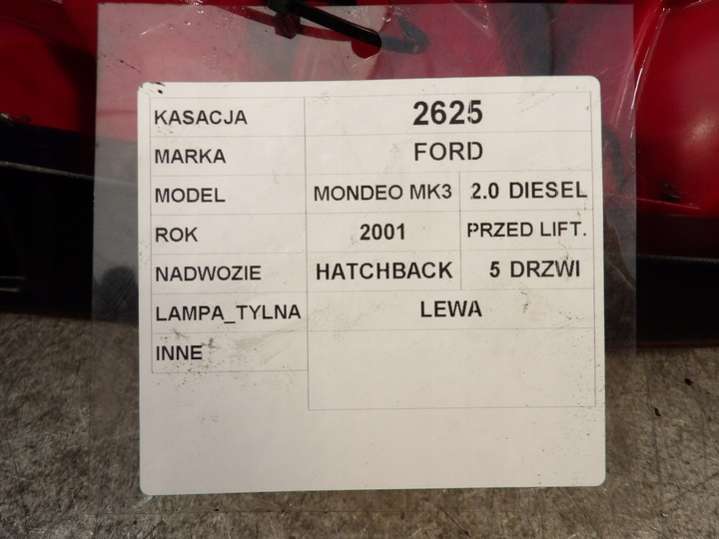 KASACJA 2625
MARKA FORD
MODEL MONDEO MK3 2.0 DIESEL
ROK 2001 PRZED LIFT.
NADWOZIE HATCHBACK 5 DRZWI
LAMPA_TYLNA LEWA
INNE